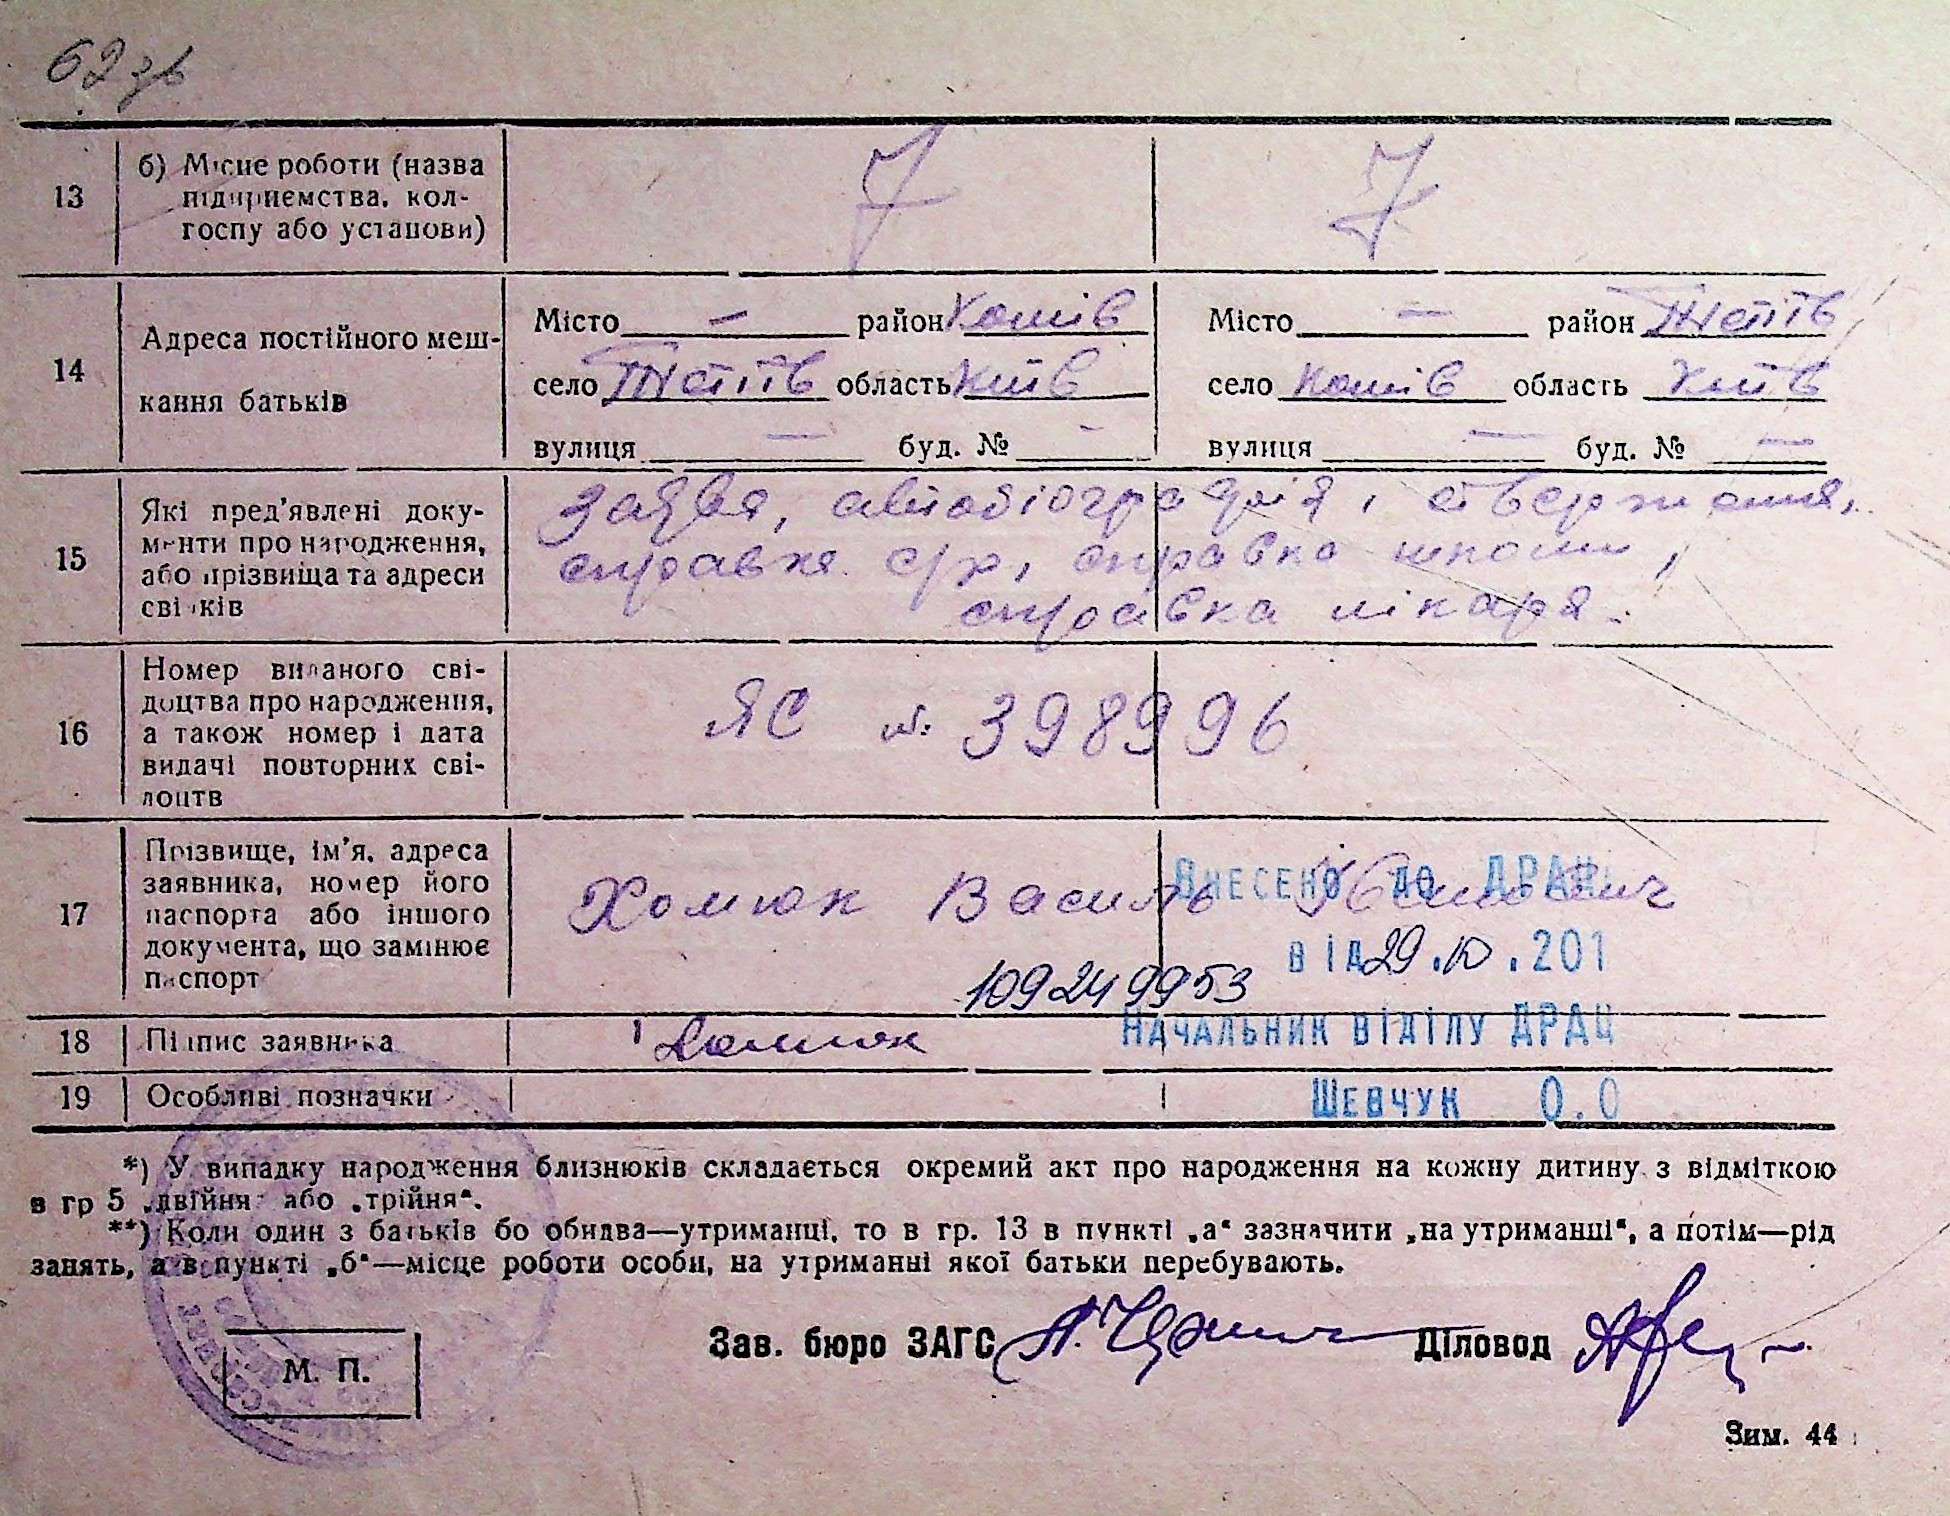 62 зв
13
б) Місце роботи (назва
підприємства, кол-
госпу або установи)
14
Адреса постійного меш-
кання батьків
Місто — район
село область Київ
вулиця — буд. № -
Місто — район
село область Київ
вулиця — буд. № —
15
Які пред'явлені доку-
менти про народження,
або прізвища та адреси
свідків
Заява, автобіографія, ствердження,
справка с/р, справка школи,
справка лікаря.
16
Номер виданого сві-
доцтва про народження,
а також номер і дата
видачі повторних сві-
доцтв
ЯС № 398996
17
Прізвище, ім'я, адреса
заявника, номер його
паспорта або іншого
документа, що замінює
паспорт
Хомюк Василь
Внесено до ДРАЦ
від 29.10.201
109249953
18
Підпис заявника
Хомюк
Начальник відділу ДРАЦ
19
Особливі позначки
Шевчук О.О
*) У випадку народження близнюків складається окремий акт про народження на кожну дитину з відміткою
в гр 5 „двійня“ або „трійня“.
**) Коли один з батьків бо обидва—утриманці, то в гр. 13 в пункті „а“ зазначити „на утриманні“, а потім—рід
занять, а в пункті „б“—місце роботи особи, на утриманні якої батьки перебувають.
М. П.
Зав. бюро ЗАГС
Діловод
Зим. 44